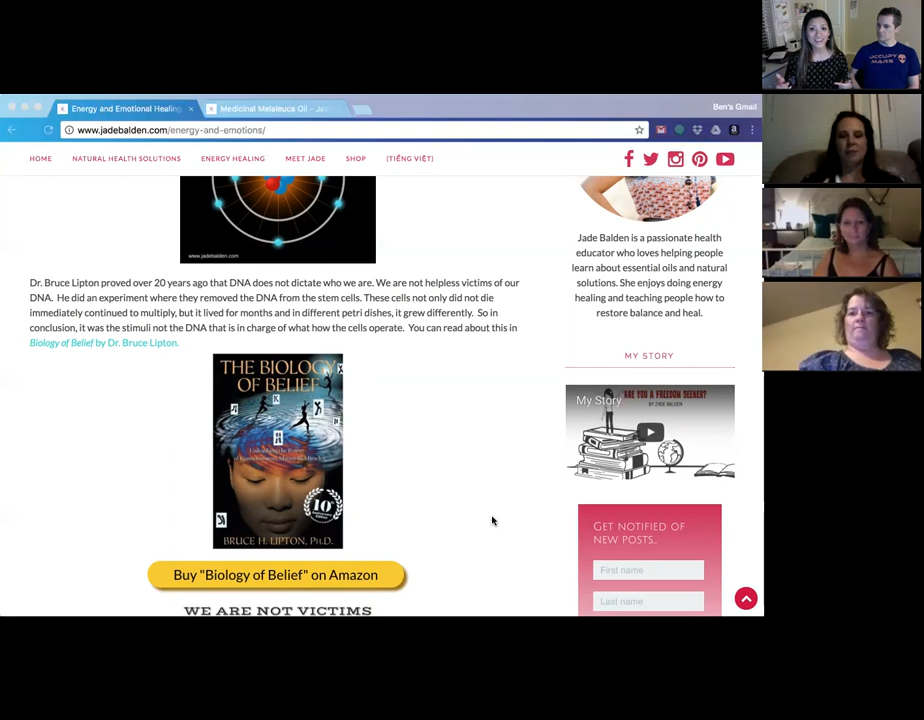 OCCUPY
MARS
Energy and Emotional Healing
Medicinal Melaleuca Oil – Ja
Ben's Gmail
www.jadebalden.com/energy-and-emotions/
HOME
NATURAL HEALTH SOLUTIONS
ENERGY HEALING
MEET JADE
SHOP
(TIẾNG VIỆT)
www.jadebalden.com
Dr. Bruce Lipton proved over 20 years ago that DNA does not dictate who we are. We are not helpless victims of our
DNA. He did an experiment where they removed the DNA from the stem cells. These cells not only did not die
immediately continued to multiply, but it lived for months and in different petri dishes, it grew differently. So in
conclusion, it was the stimuli not the DNA that is in charge of what how the cells operate. You can read about this in
Biology of Belief by Dr. Bruce Lipton.
THE BIOLOGY
OF BELIEF
10th
BRUCE H. LIPTON, PH.D.
Buy "Biology of Belief" on Amazon
WE ARE NOT VICTIMS
Jade Balden is a passionate health
educator who loves helping people
learn about essential oils and natural
solutions. She enjoys doing energy
healing and teaching people how to
restore balance and heal.
MY STORY
My Story
ARE YOU A FREEDOM SEEKER?
BY JADE BALDEN
GET NOTIFIED OF
NEW POSTS..
First name
Last name